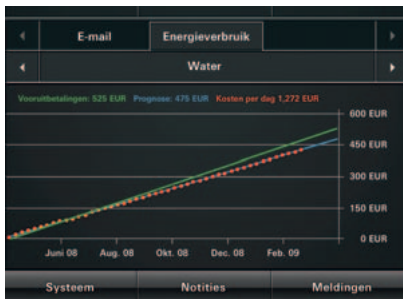 E-mail Energieverbruik
Water
Vooruitbetalingen: 525 EUR Prognose: 475 EUR Kosten per dag 1,272 EUR
600 EUR
450 EUR
300 EUR
150 EUR
0 EUR
Juni 08 Aug. 08 Okt. 08 Dec. 08 Feb. 09
Systeem Notities Meldingen